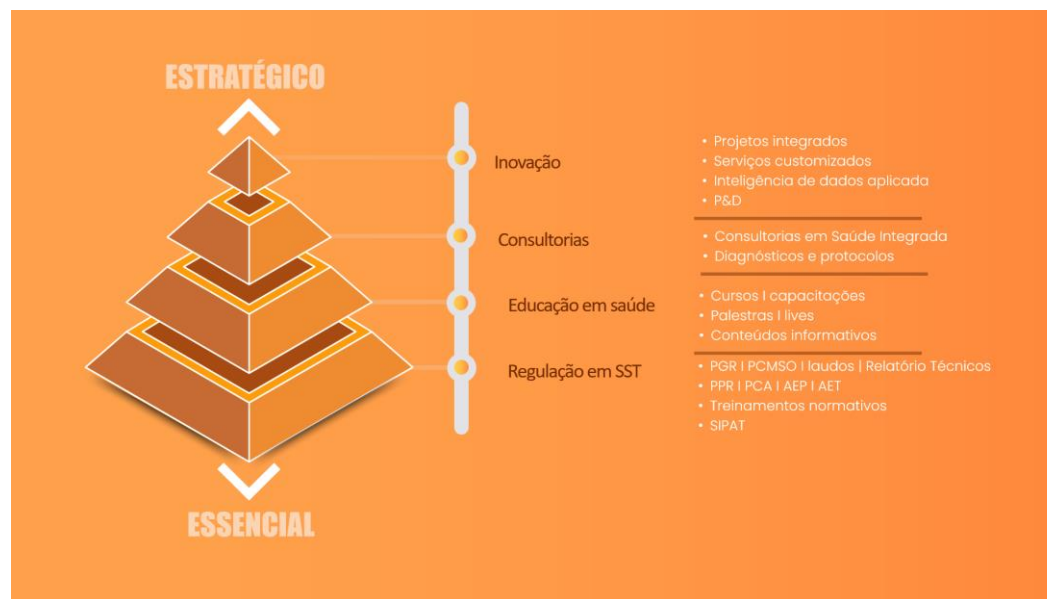 ESTRATÉGICO
Inovação
• Projetos integrados
• Serviços customizados
• Inteligência de dados aplicada
• P&D
Consultorias
• Consultorias em Saúde Integrada
• Diagnósticos e protocolos
Educação em saúde
• Cursos l capacitações
• Palestras l lives
• Conteúdos informativos
Regulação em SST
• PGR l PCMSO l laudos | Relatório Técnicos
• PPR l PCA l AEP l AET
• Treinamentos normativos
• SIPAT
ESSENCIAL